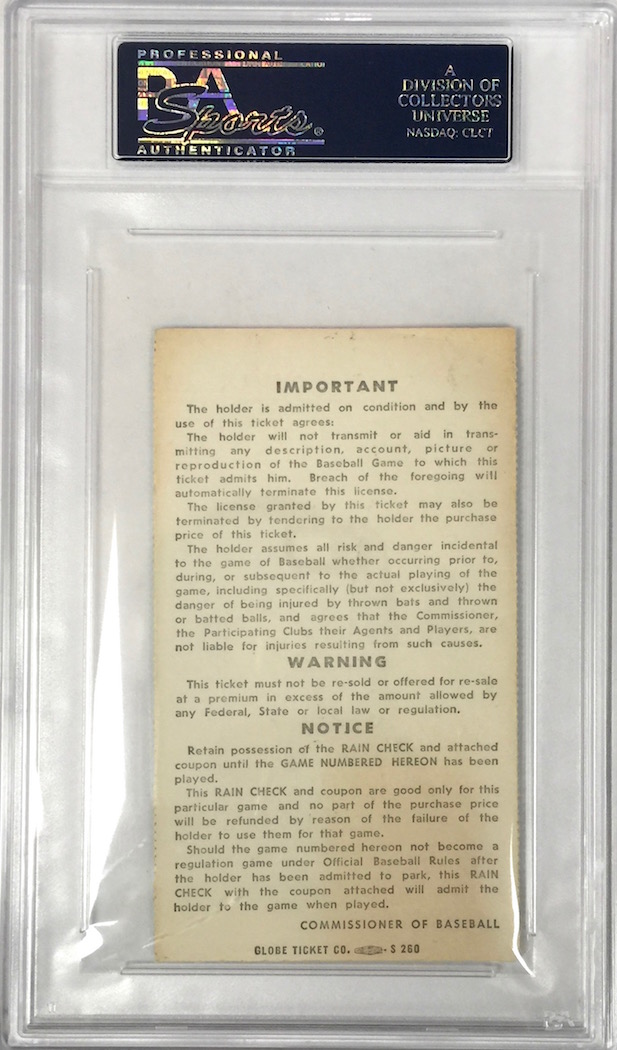 PROFESSIONAL
PSA
Sports®
AUTHENTICATOR
A
DIVISION OF
COLLECTORS
UNIVERSE
NASDAQ: CLCT
IMPORTANT
The holder is admitted on condition and by the
use of this ticket agrees:
The holder will not transmit or aid in trans-
mitting any description, account, picture or
reproduction of the Baseball Game to which this
ticket admits him. Breach of the foregoing will
automatically terminate this license.
The license granted by this ticket may also be
terminated by tendering to the holder the purchase
price of this ticket.
The holder assumes all risk and danger incidental
to the game of Baseball whether occurring prior to,
during, or subsequent to the actual playing of the
game, including specifically (but not exclusively) the
danger of being injured by thrown bats and thrown
or batted balls, and agrees that the Commissioner,
the Participating Clubs their Agents and Players, are
not liable for injuries resulting from such causes.
WARNING
This ticket must not be re-sold or offered for re-sale
at a premium in excess of the amount allowed by
any Federal, State or local law or regulation.
NOTICE
Retain possession of the RAIN CHECK and attached
coupon until the GAME NUMBERED HEREON has been
played.
This RAIN CHECK and coupon are good only for this
particular game and no part of the purchase price
will be refunded by reason of the failure of the
holder to use them for that game.
Should the game numbered hereon not become a
regulation game under Official Baseball Rules after
the holder has been admitted to park, this RAIN
CHECK with the coupon attached will admit the
holder to the game when played.
COMMISSIONER OF BASEBALL
GLOBE TICKET CO. - S 260